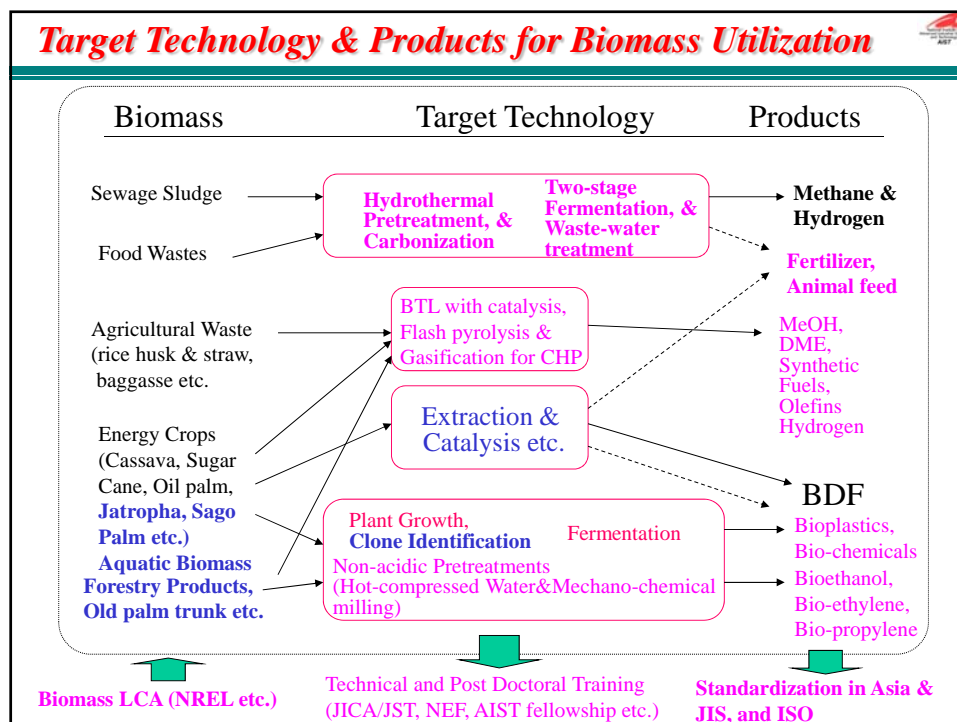 Target Technology & Products for Biomass Utilization
AIST
Biomass
Target Technology
Products
Sewage Sludge
Food Wastes
Agricultural Waste
(rice husk & straw,
baggasse etc.
Energy Crops
(Cassava, Sugar
Cane, Oil palm,
Jatropha, Sago
Palm etc.)
Aquatic Biomass
Forestry Products,
Old palm trunk etc.
Hydrothermal
Pretreatment, &
Carbonization
Two-stage
Fermentation, &
Waste-water
treatment
BTL with catalysis,
Flash pyrolysis &
Gasification for CHP
Extraction &
Catalysis etc.
Plant Growth,
Clone Identification
Fermentation
Non-acidic Pretreatments
(Hot-compressed Water&Mechano-chemical
milling)
Methane &
Hydrogen
Fertilizer,
Animal feed
MeOH,
DME,
Synthetic
Fuels,
Olefins
Hydrogen
BDF
Bioplastics,
Bio-chemicals
Bioethanol,
Bio-ethylene,
Bio-propylene
Biomass LCA (NREL etc.)
Technical and Post Doctoral Training
(JICA/JST, NEF, AIST fellowship etc.)
Standardization in Asia &
JIS, and ISO